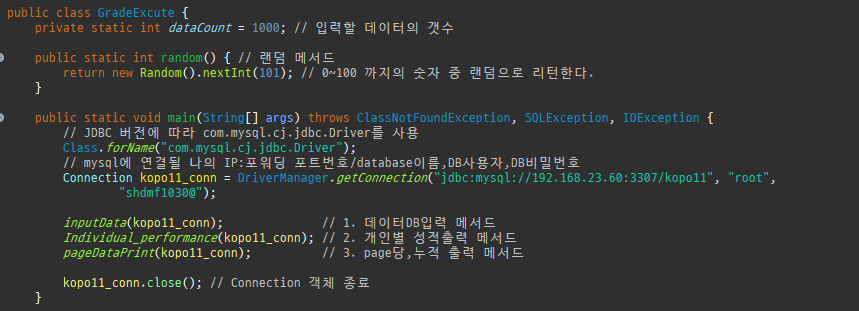 public class GradeExcute {
private static int dataCount = 1000; // 입력할 데이터의 갯수
public static int random() { // 랜덤 메서드
return new Random().nextInt(101); // 0~100 까지의 숫자 중 랜덤으로 리턴한다.
}
public static void main(String[] args) throws ClassNotFoundException, SQLException, IOException {
// JDBC 버젼에 따라 com.mysql.cj.jdbc.Driver를 사용
Class.forName("com.mysql.cj.jdbc.Driver");
// mysql에 연결될 나의 IP:포워딩 포트번호/database이름,DB사용자,DB비밀번호
Connection kopo11_conn = DriverManager.getConnection("jdbc:mysql://192.168.23.60:3307/kopo11", "root",
"shdmf1030@");
inputData(kopo11_conn); // 1. 데이터DB입력 메서드
Individual_performance(kopo11_conn); // 2. 개인별 성적출력 메서드
pageDataPrint(kopo11_conn); // 3. page당,누적 출력 메서드
kopo11_conn.close(); // Connection 객체 종료
}